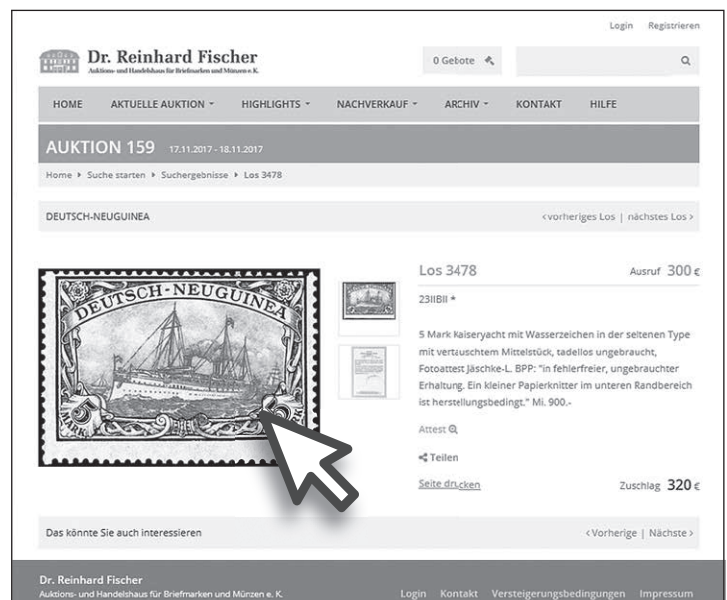 Login Registrieren
Dr. Reinhard Fischer
Auktions- und Handelshaus für Briefmarken und Münzen e. K.
0 Gebote
HOME AKTUELLE AUKTION HIGHLIGHTS NACHVERKAUF ARCHIV KONTAKT HILFE
AUKTION 159 17.11.2017 - 18.11.2017
Home Suche starten Suchergebnisse Los 3478
DEUTSCH-NEUGUINEA <vorheriges Los | nächstes Los>
DEUTSCH-NEUGUINEA
5 5
MARK MARK
Los 3478 Ausruf 300 €
23IIBII *
5 Mark Kaiseryacht mit Wasserzeichen in der seltenen Type
mit vertauschtem Mittelstück, tadellos ungebraucht,
Fotoattest Jäschke-L. BPP: "in fehlerfreier, ungebrauchter
Erhaltung. Ein kleiner Papierknitter im unteren Randbereich
ist herstellungsbedingt." Mi. 900.-
Attest
Teilen
Seite drucken Zuschlag 320 €
Das könnte Sie auch interessieren <Vorherige | Nächste>
Dr. Reinhard Fischer
Auktions- und Handelshaus für Briefmarken und Münzen e. K. Login Kontakt Versteigerungsbedingungen Impressum